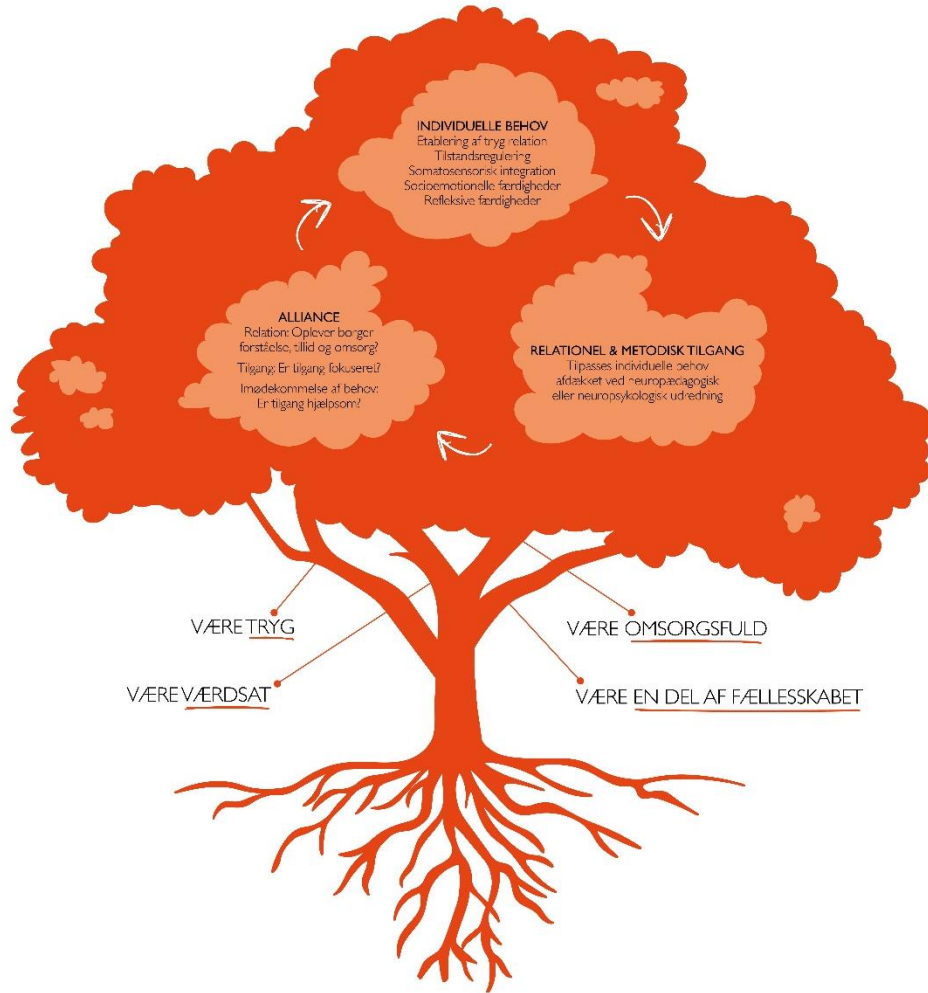 INDIVIDUELLE BEHOV
Etablering af tryg relation
Tilstandsregulering
Somatosensorisk integration
Socioemotionelle færdigheder
Refleksive færdigheder
ALLIANCE
Relation: Oplever borger
forståelse, tillid og omsorg?
Tilgang: Er tilgang fokuseret?
Imødekommelse af behov:
Er tilgang hjælpsom?
RELATIONEL & METODISK TILGANG
Tilpasses individuelle behov
afdækket ved neuropædagogisk
eller neuropsykologisk udredning
VÆRE TRYG
VÆRE OMSORGSFULD
VÆRE VÆRDSAT
VÆRE EN DEL AF FÆLLESSKABET